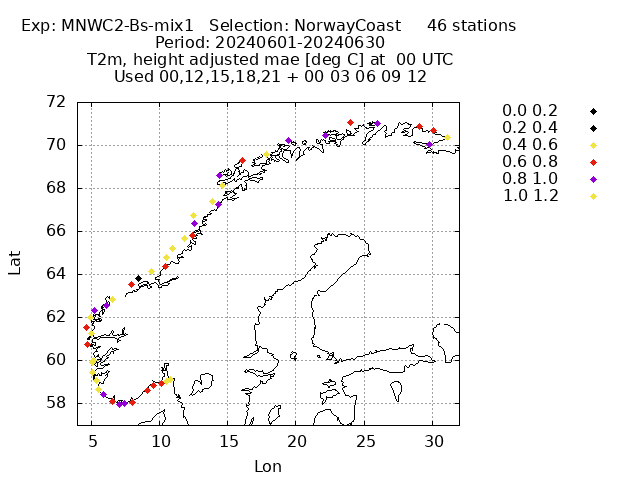 Exp: MNWC2-Bs-mix1   Selection: NorwayCoast     46 stations
Period: 20240601-20240630
T2m, height adjusted mae [deg C] at  00 UTC
Used 00,12,15,18,21 + 00 03 06 09 12
0.0 0.2
0.2 0.4
0.4 0.6
0.6 0.8
0.8 1.0
1.0 1.2
72
70
68
66
64
62
60
58
Lat
5 10 15 20 25 30
Lon